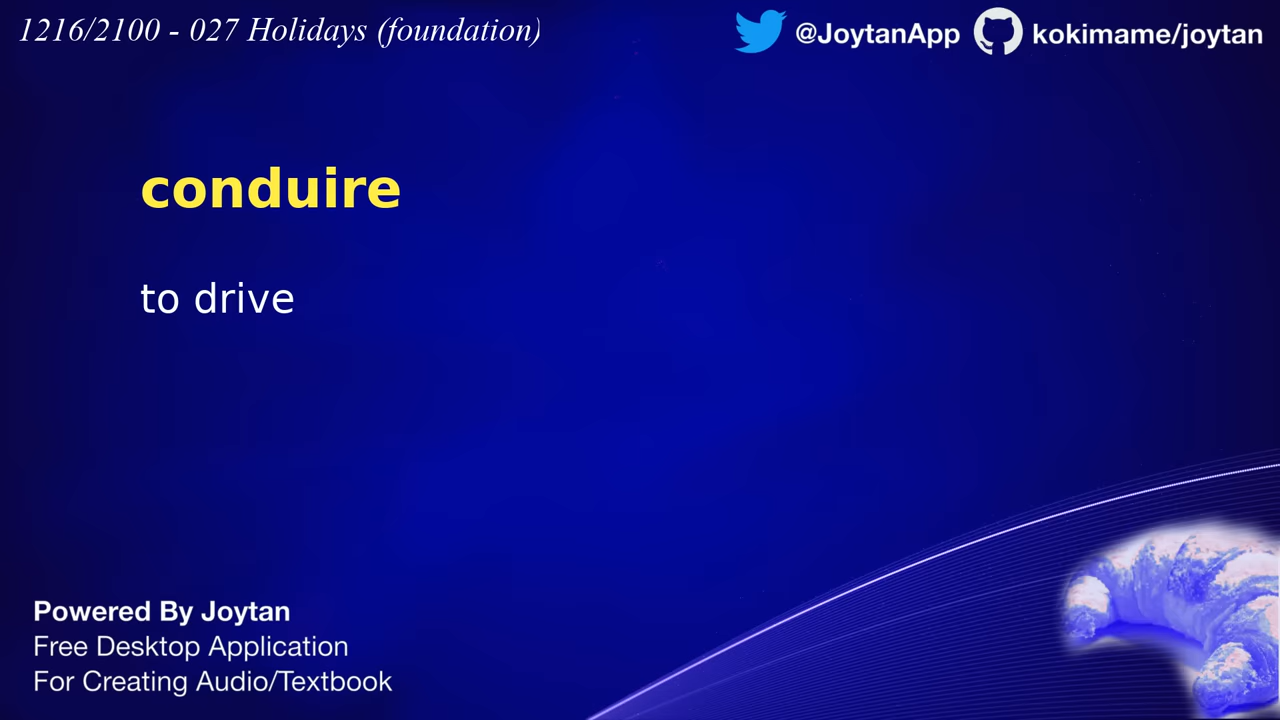 1216/2100 - 027 Holidays (foundation)
@JoytanApp
kokimame/joytan
conduire
to drive
Powered By Joytan
Free Desktop Application
For Creating Audio/Textbook